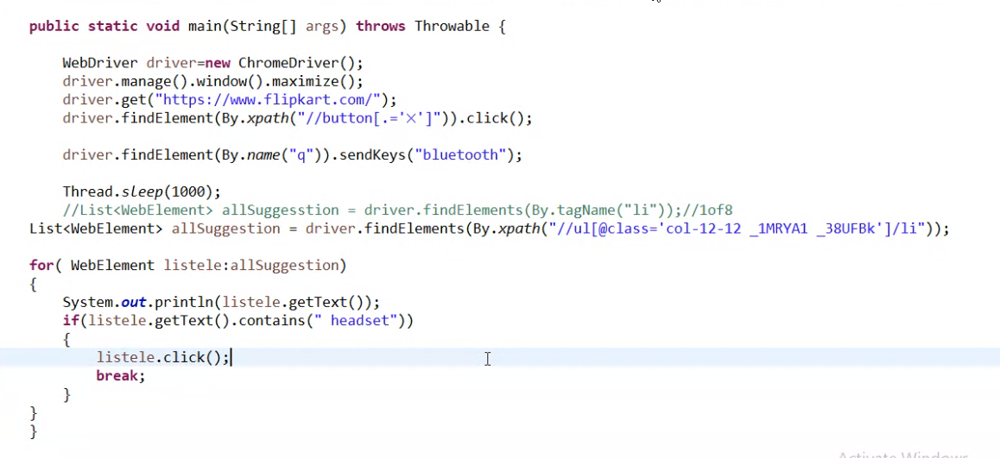 public static void main(String[] args) throws Throwable {
WebDriver driver=new ChromeDriver();
driver.manage().window().maximize();
driver.get("https://www.flipkart.com/");
driver.findElement(By.xpath("//button[.='✕']")).click();
driver.findElement(By.name("q")).sendKeys("bluetooth");
Thread.sleep(1000);
//List<WebElement> allSuggesstion = driver.findElements(By.tagName("li"));//1of8
List<WebElement> allSuggestion = driver.findElements(By.xpath("//ul[@class='col-12-12 _1MRYA1 _38UFBk']/li"));
for( WebElement listele:allSuggestion)
{
System.out.println(listele.getText());
if(listele.getText().contains(" headset"))
{
listele.click();
break;
}
}
}
Activate Windows